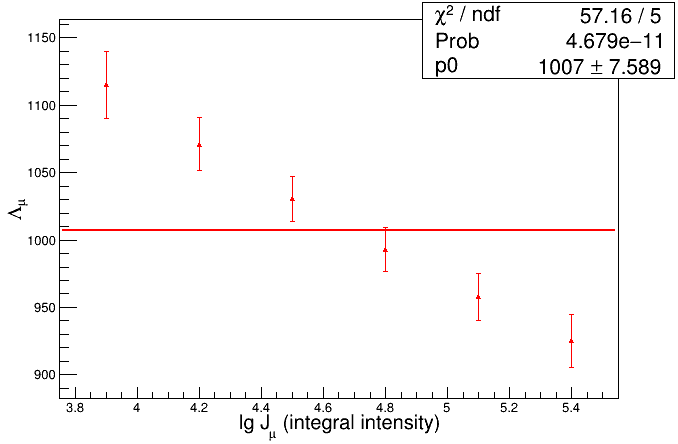 χ² / ndf 57.16 / 5
Prob 4.679e−11
p0 1007 ± 7.589
1150
1100
1050
1000
950
900
Λμ
3.8 4 4.2 4.4 4.6 4.8 5 5.2 5.4
lg Jμ (integral intensity)